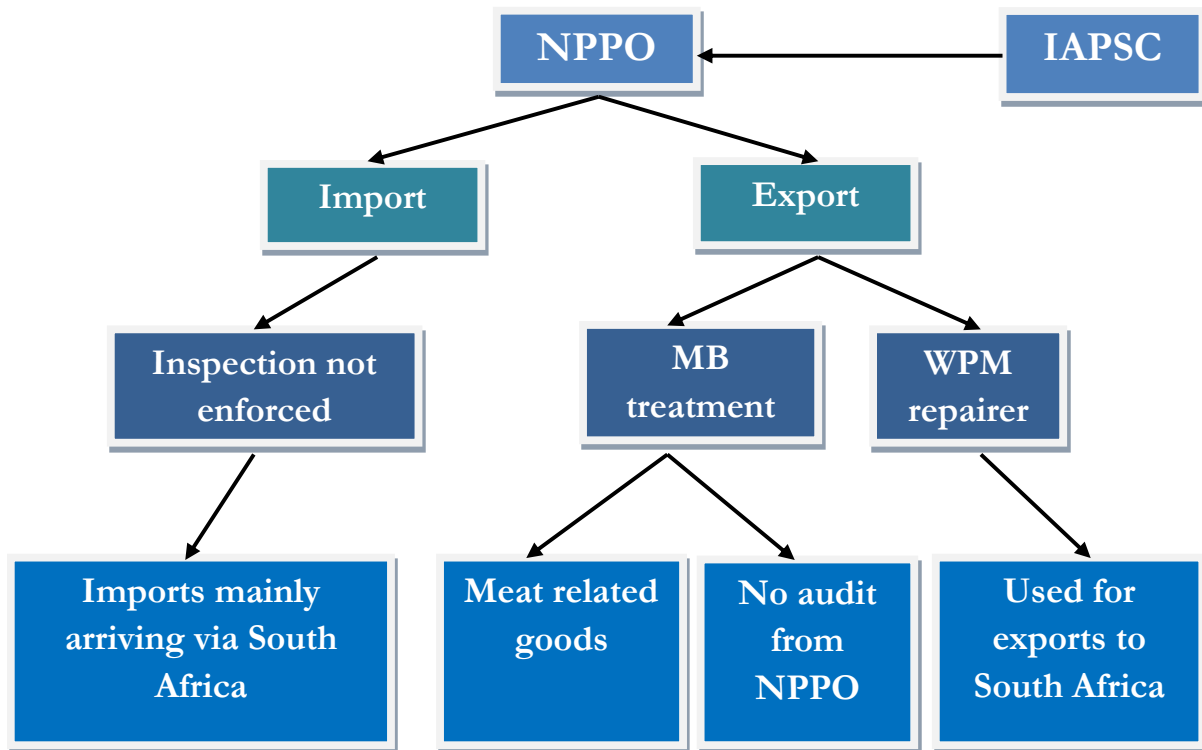 NPPO
IAPSC
Import
Export
Inspection not
enforced
MB
treatment
WPM
repairer
Imports mainly
arriving via South
Africa
Meat related
goods
No audit
from
NPPO
Used for
exports to
South Africa